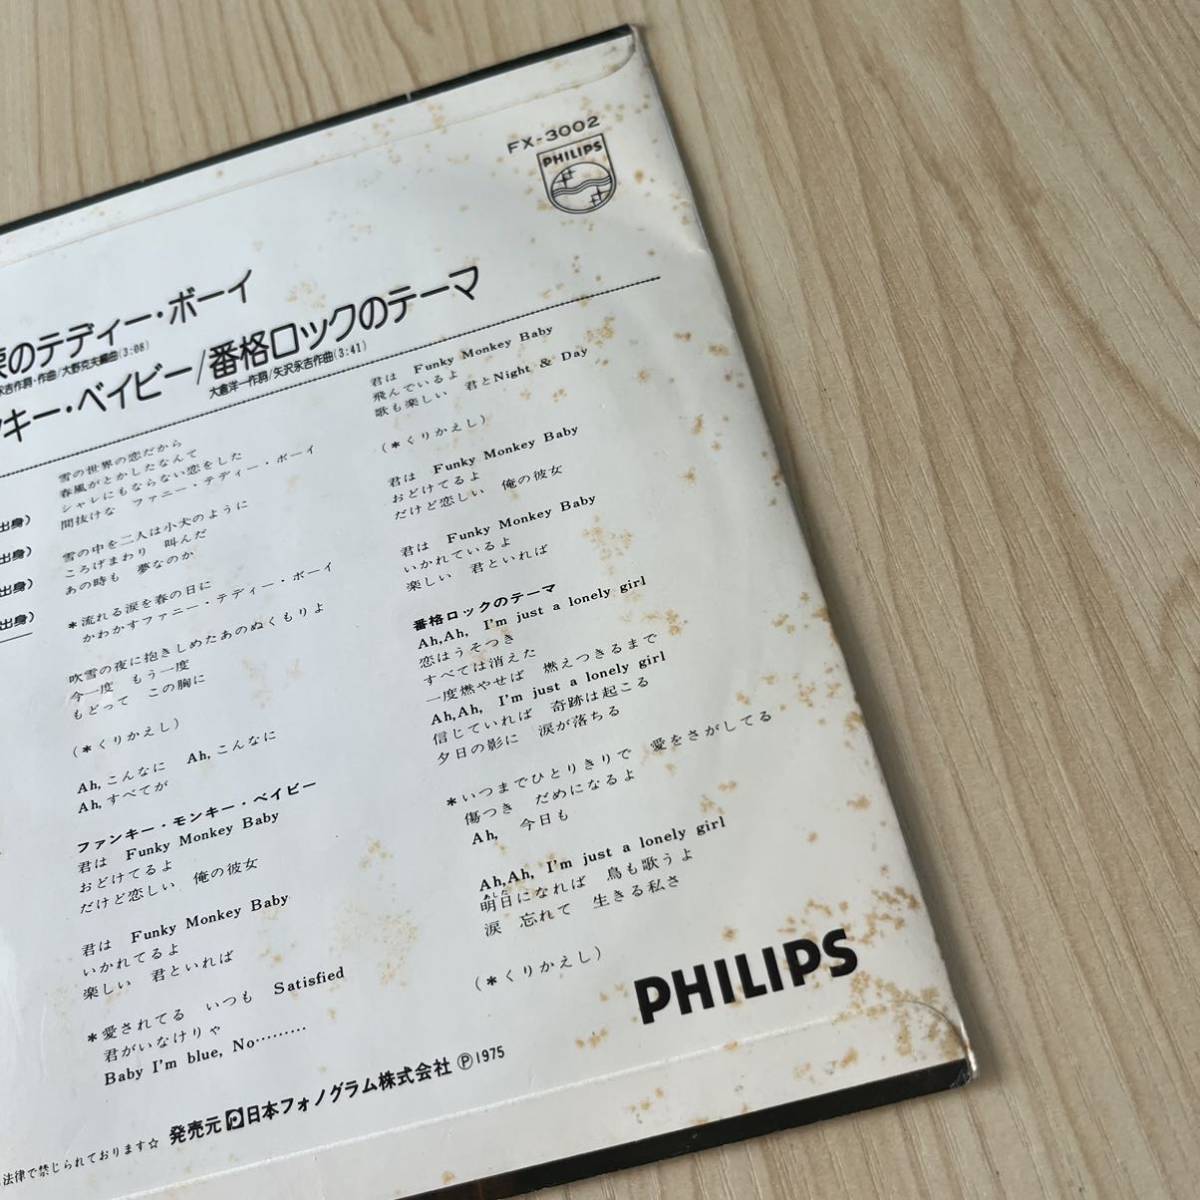 FX-3002
PHILIPS
涙のテディー・ボーイ
永吉作詞・作曲/大野克夫編曲(3:08)
ンキー・ベイビー/番格ロックのテーマ
大倉洋一作詞/矢沢永吉作曲(3:41)
出身)
出身)
出身)
出身)
雪の世界の恋だから
春風がとかしたなんて
シャレにもならない恋をした
間抜けな ファニー・テディー・ボーイ
雪の中を二人は小犬のように
ころげまわり 叫んだ
あの時も 夢なのか
*流れる涙を春の日に
かわかすファニー・テディー・ボーイ
吹雪の夜に抱きしめたあのぬくもりよ
今一度 もう一度
もどって この胸に
(*くりかえし)
Ah,こんなに Ah,こんなに
Ah,すべてが
ファンキー・モンキー・ベイビー
君は Funky Monkey Baby
おどけてるよ
だけど恋しい 俺の彼女
君は Funky Monkey Baby
いかれてるよ
楽しい 君といれば
*愛されてる いつも Satisfied
君がいなけりゃ
Baby I'm blue, No………
君は Funky Monkey Baby
飛んでいるよ
歌も楽しい 君とNight & Day
(*くりかえし)
君は Funky Monkey Baby
おどけてるよ
だけど恋しい 俺の彼女
君は Funky Monkey Baby
いかれているよ
楽しい 君といれば
番格ロックのテーマ
Ah,Ah, I'm just a lonely girl
恋はうそつき
すべては消えた
一度燃やせば 燃えつきるまで
Ah,Ah, I'm just a lonely girl
信じていれば 奇跡は起こる
夕日の影に 涙が落ちる
*いつまでひとりきりで 愛をさがしてる
傷つき だめになるよ
Ah, 今日も
Ah,Ah, I'm just a lonely girl
あした
明日になれば 鳥も歌うよ
涙 忘れて 生きる私さ
(*くりかえし)
PHILIPS
発売元 日本フォノグラム株式会社 Ⓟ1975
法律で禁じられております☆